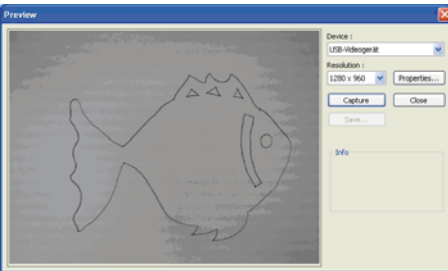 Preview
Device :
USB-Videogerät
Resolution :
1280 x 960
Properties...
Capture
Close
Save...
Info